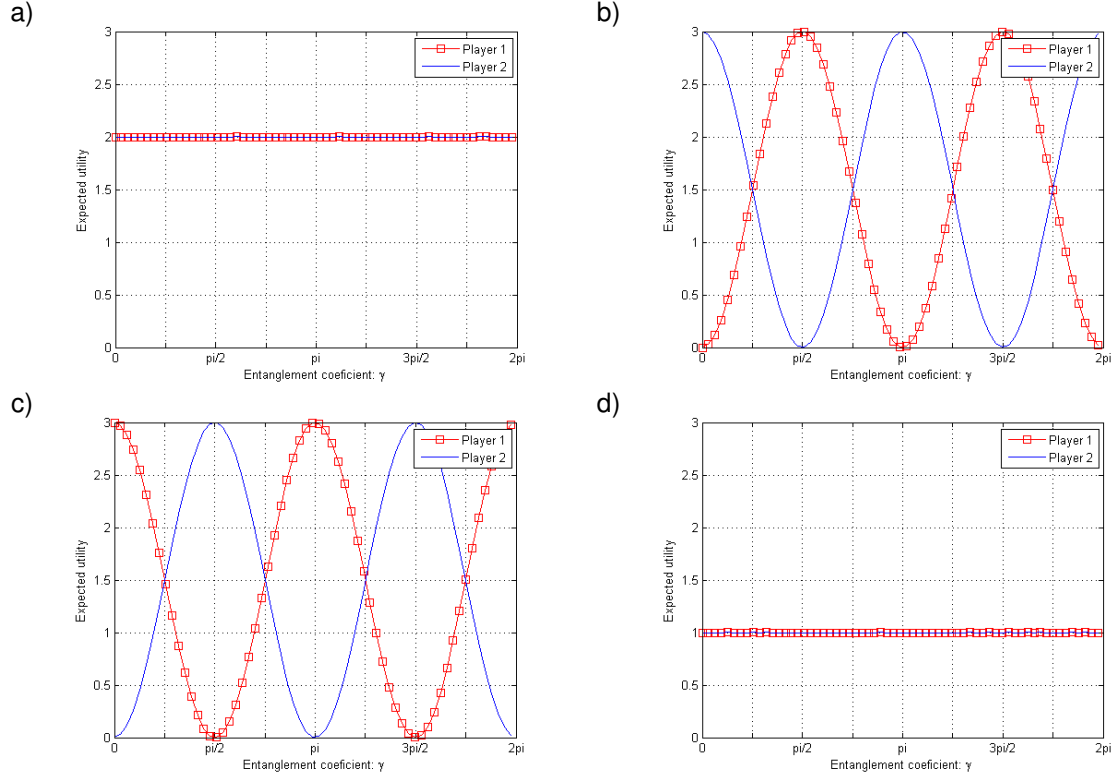 a)
3
2.5
2
1.5
1
0.5
0
0
pi/2
pi
3pi/2
2pi
Expected utility
Entanglement coeficient: γ
Player 1
Player 2
b)
3
2.5
2
1.5
1
0.5
0
0
pi/2
pi
3pi/2
2pi
Expected utility
Entanglement coeficient: γ
Player 1
Player 2
c)
3
2.5
2
1.5
1
0.5
0
0
pi/2
pi
3pi/2
2pi
Expected utility
Entanglement coeficient: γ
Player 1
Player 2
d)
3
2.5
2
1.5
1
0.5
0
0
pi/2
pi
3pi/2
2pi
Expected utility
Entanglement coeficient: γ
Player 1
Player 2